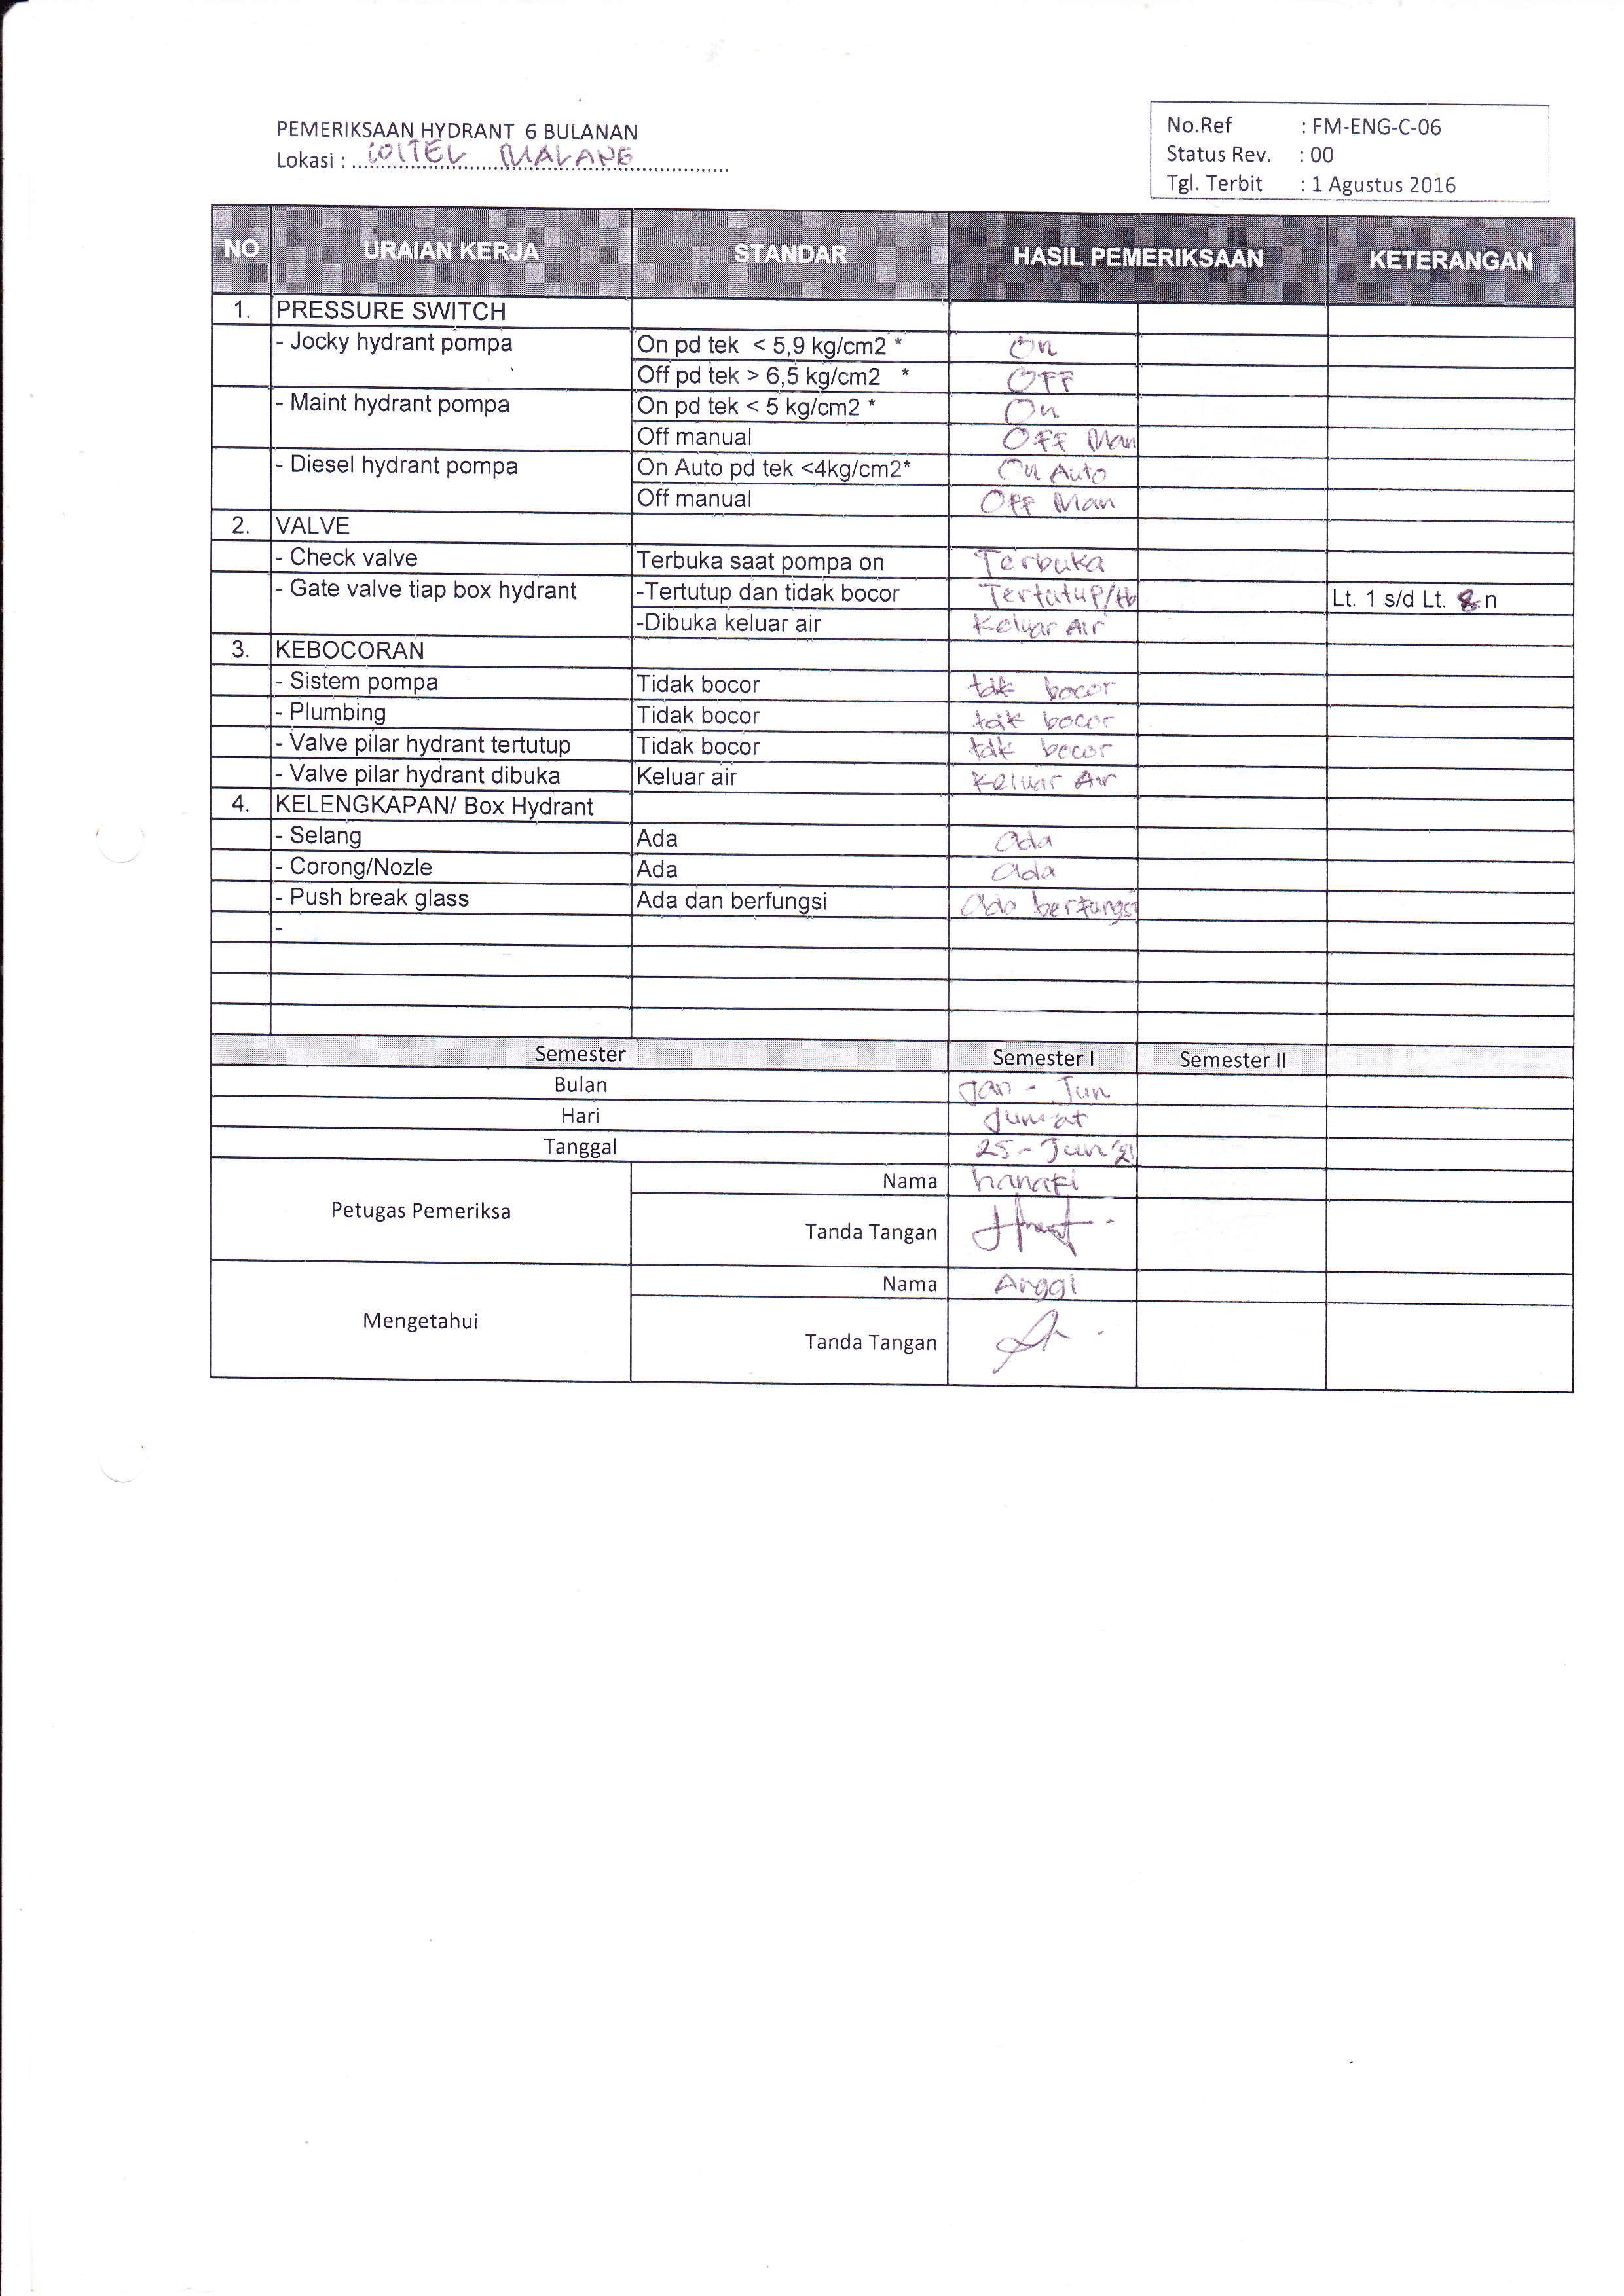 PEMERIKSAAN HYDRANT 6 BULANAN
Lokasi : WITEL MALANG
No.Ref : FM-ENG-C-06
Status Rev. : 00
Tgl. Terbit : 1 Agustus 2016
NO URAIAN KERJA STANDAR HASIL PEMERIKSAAN KETERANGAN
1. PRESSURE SWITCH
- Jocky hydrant pompa On pd tek < 5,9 kg/cm2 * On
Off pd tek > 6,5 kg/cm2 * OFF
- Maint hydrant pompa On pd tek < 5 kg/cm2 * On
Off manual OFF Man
- Diesel hydrant pompa On Auto pd tek <4kg/cm2* On Auto
Off manual OFF Man
2. VALVE
- Check valve Terbuka saat pompa on Terbuka
- Gate valve tiap box hydrant -Tertutup dan tidak bocor Tertutup/tb Lt. 1 s/d Lt. 8 n
-Dibuka keluar air Keluar Air
3. KEBOCORAN
- Sistem pompa Tidak bocor tdk bocor
- Plumbing Tidak bocor tdk bocor
- Valve pilar hydrant tertutup Tidak bocor tdk bocor
- Valve pilar hydrant dibuka Keluar air Keluar Air
4. KELENGKAPAN/ Box Hydrant
- Selang Ada Ada
- Corong/Nozle Ada Ada
- Push break glass Ada dan berfungsi Ada berfungsi
-
Semester Semester I Semester II
Bulan Jan - Jun
Hari Jumat
Tanggal 25 - Jun '21
Petugas Pemeriksa Nama hanafi
Tanda Tangan
Mengetahui Nama Anggi
Tanda Tangan